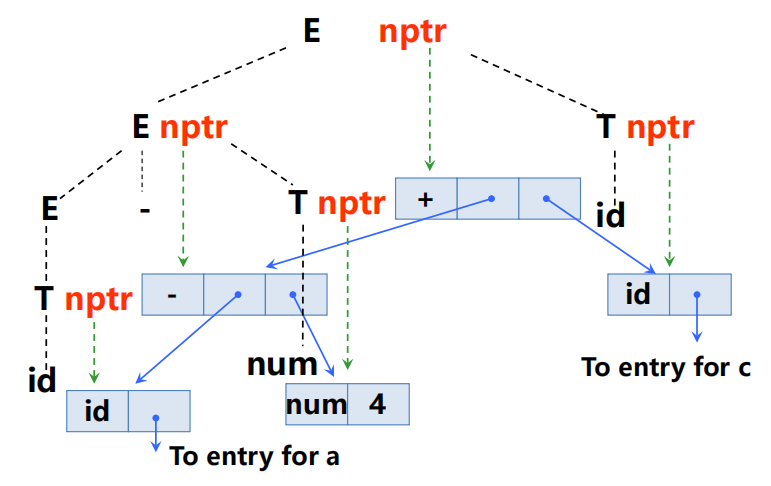 E nptr
E nptr
T nptr
E
-
T nptr
+
id
T nptr
-
id
id
num
To entry for c
id
num 4
To entry for a